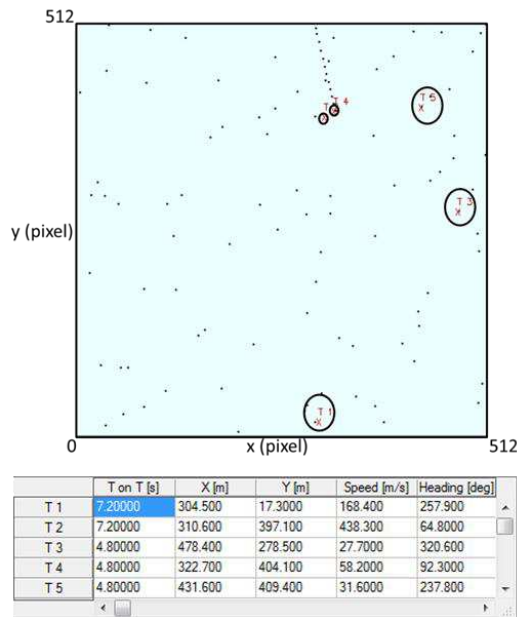 512
T 4
T 5
T
T 3
y (pixel)
T 1
0
x (pixel)
512
T on T [s] X [m] Y [m] Speed [m/s] Heading [deg]
T 1 7.20000 304.500 17.3000 168.400 257.900
T 2 7.20000 310.600 397.100 438.300 64.8000
T 3 4.80000 478.400 278.500 27.7000 320.600
T 4 4.80000 322.700 404.100 58.2000 92.3000
T 5 4.80000 431.600 409.400 31.6000 237.800